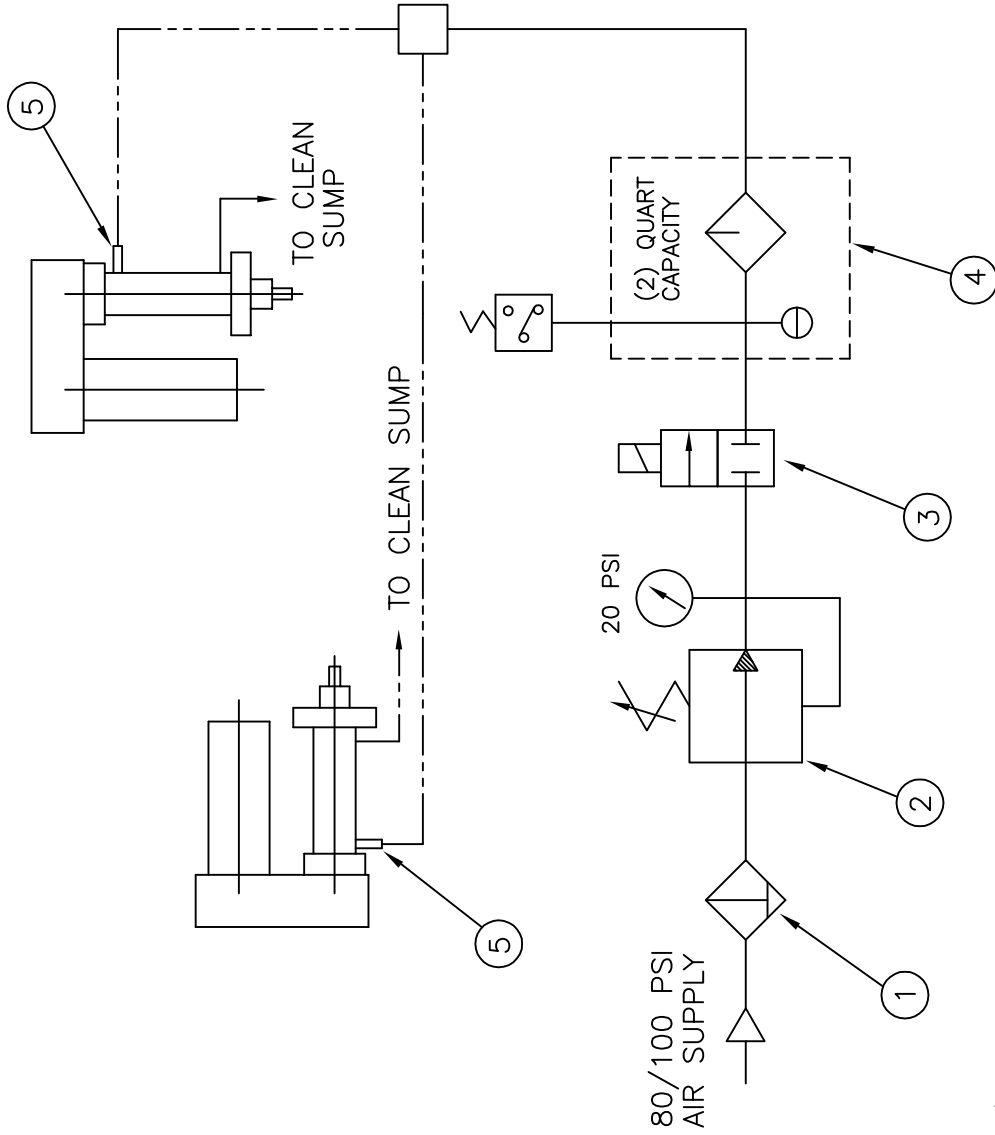 5
TO CLEAN
SUMP
(2) QUART
CAPACITY
4
TO CLEAN SUMP
3
20 PSI
2
5
80/100 PSI
AIR SUPPLY
1